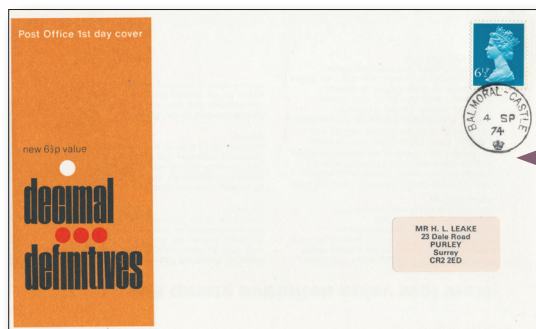 Post Office 1st day cover
6½
BALMORAL-CASTLE
4 SP
74
new 6½p value
decimal
definitives
MR H. L. LEAKE
23 Dale Road
PURLEY
Surrey
CR2 2ED